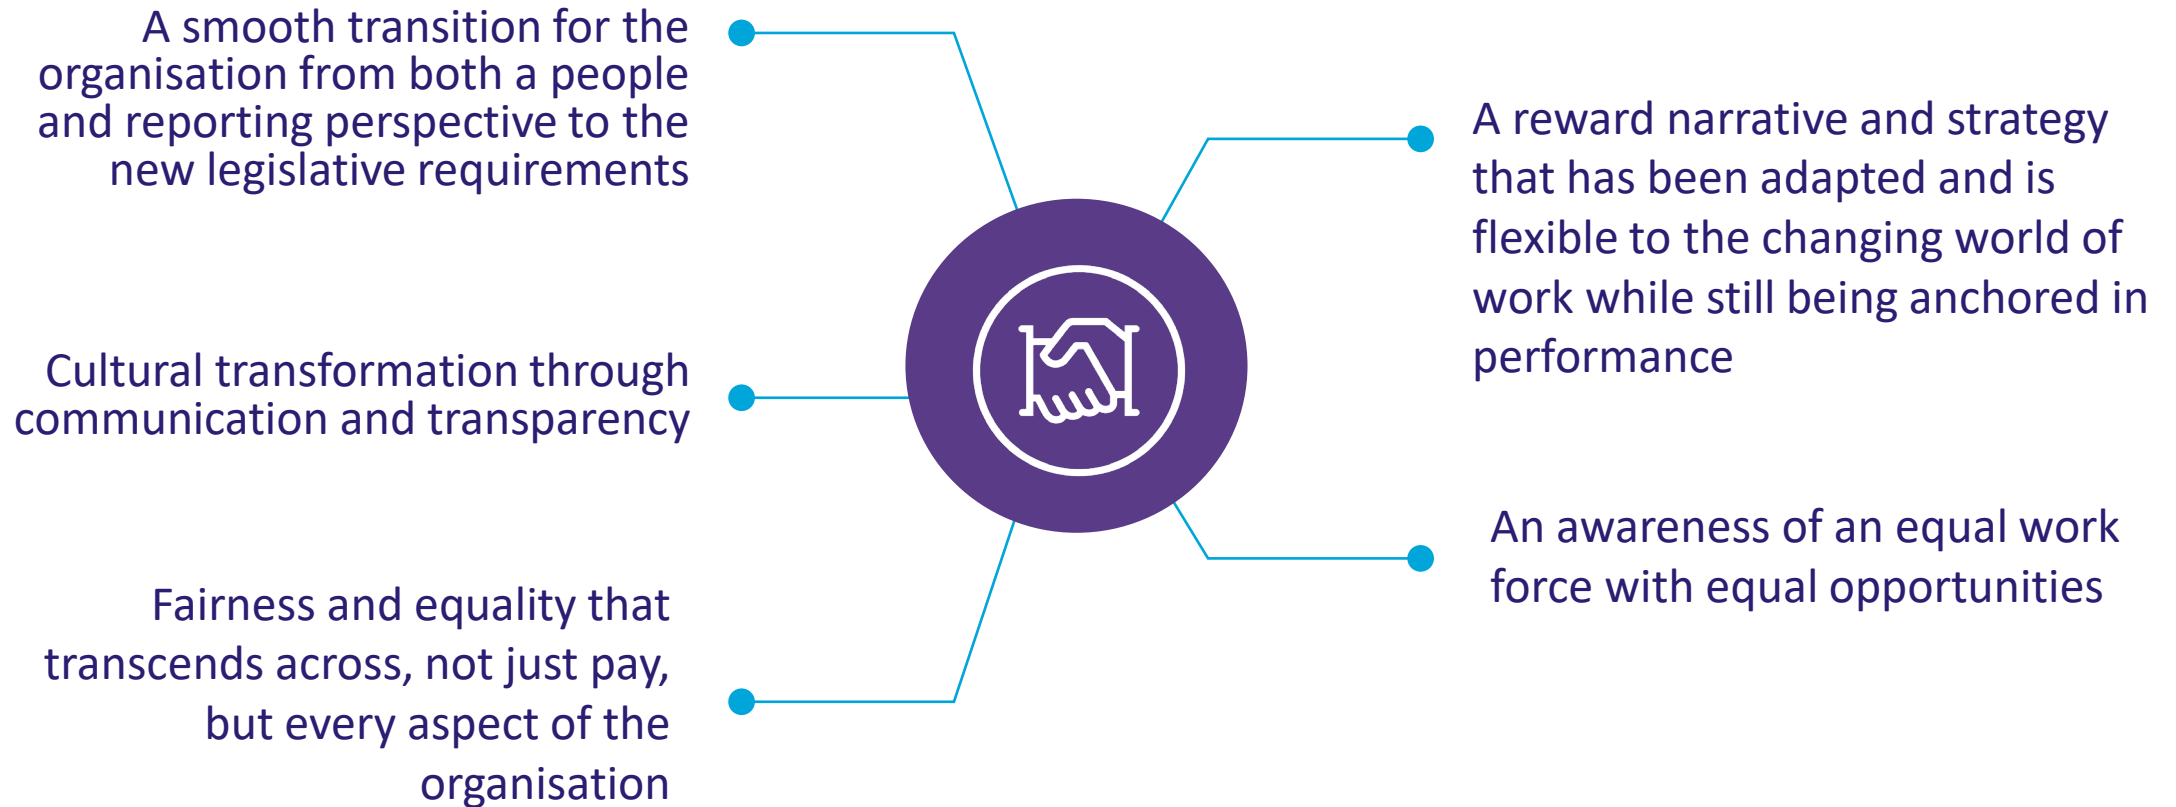 A smooth transition for the
organisation from both a people
and reporting perspective to the
new legislative requirements
Cultural transformation through
communication and transparency
Fairness and equality that
transcends across, not just pay,
but every aspect of the
organisation
A reward narrative and strategy
that has been adapted and is
flexible to the changing world of
work while still being anchored in
performance
An awareness of an equal work
force with equal opportunities